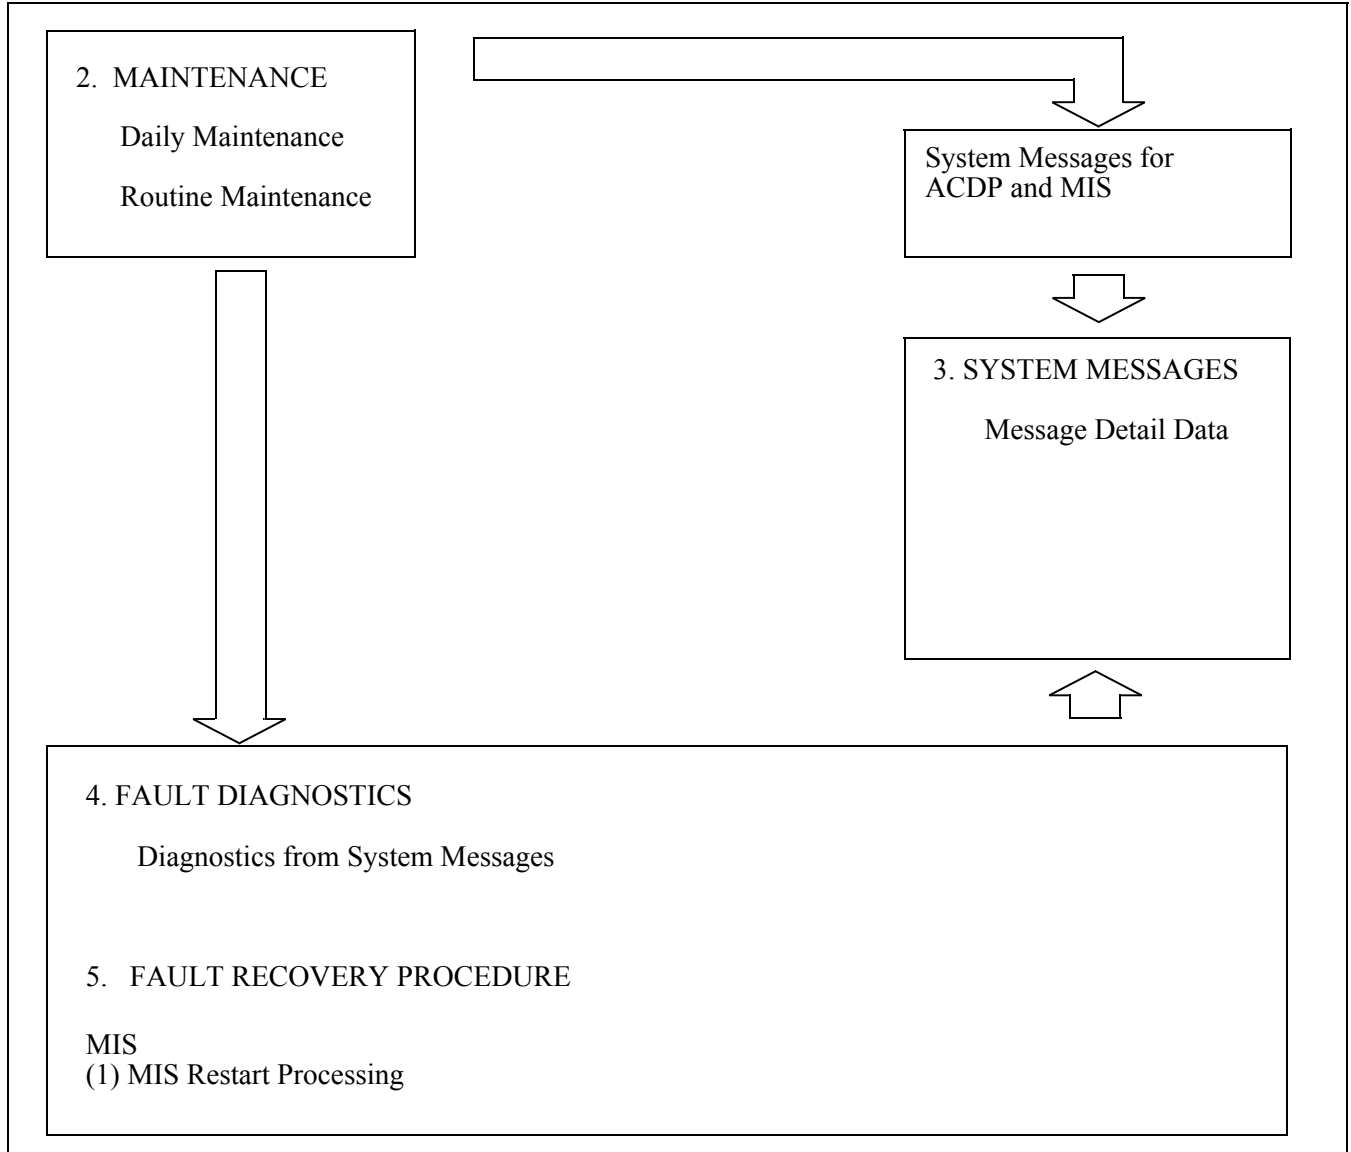 2. MAINTENANCE
Daily Maintenance
Routine Maintenance
System Messages for
ACDP and MIS
3. SYSTEM MESSAGES
Message Detail Data
4. FAULT DIAGNOSTICS
Diagnostics from System Messages
5. FAULT RECOVERY PROCEDURE
MIS
(1) MIS Restart Processing